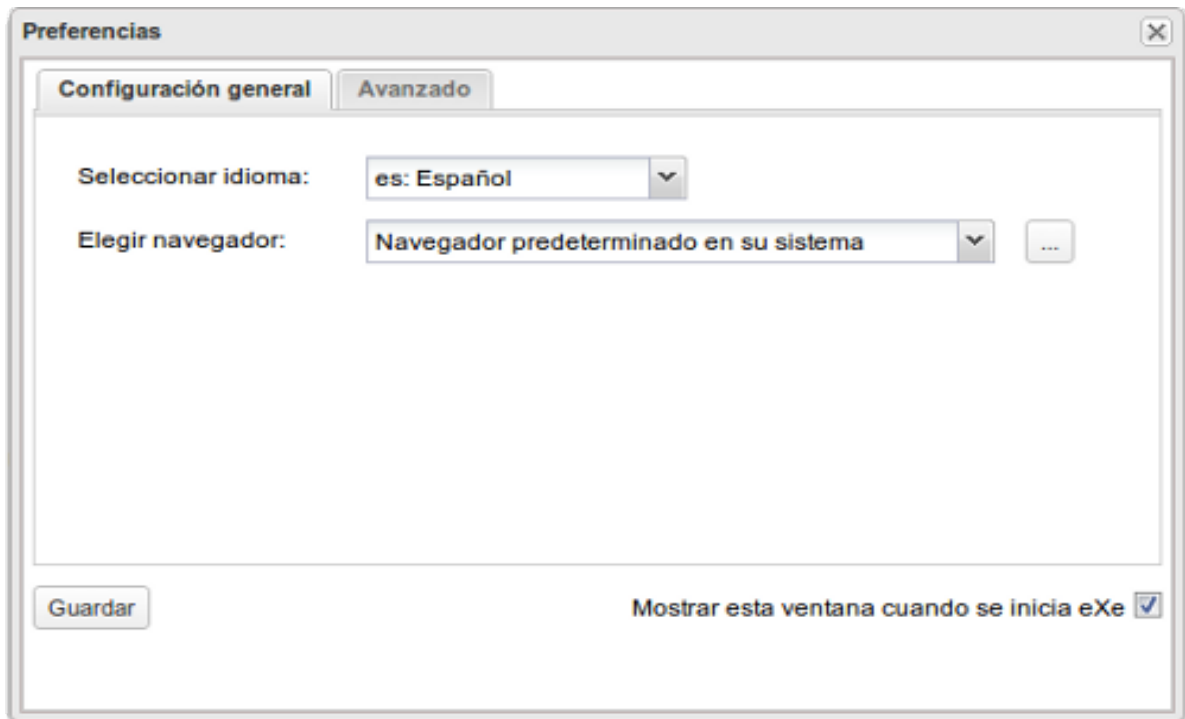 Preferencias
Configuración general Avanzado
Seleccionar idioma: es: Español
Elegir navegador: Navegador predeterminado en su sistema ...
Guardar Mostrar esta ventana cuando se inicia eXe